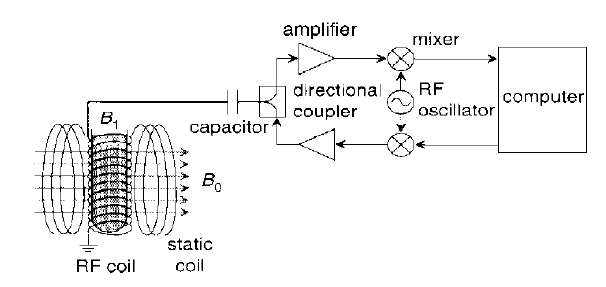 amplifier
mixer
directional
coupler
RF
oscillator
computer
capacitor
B1
B0
static
coil
RF coil